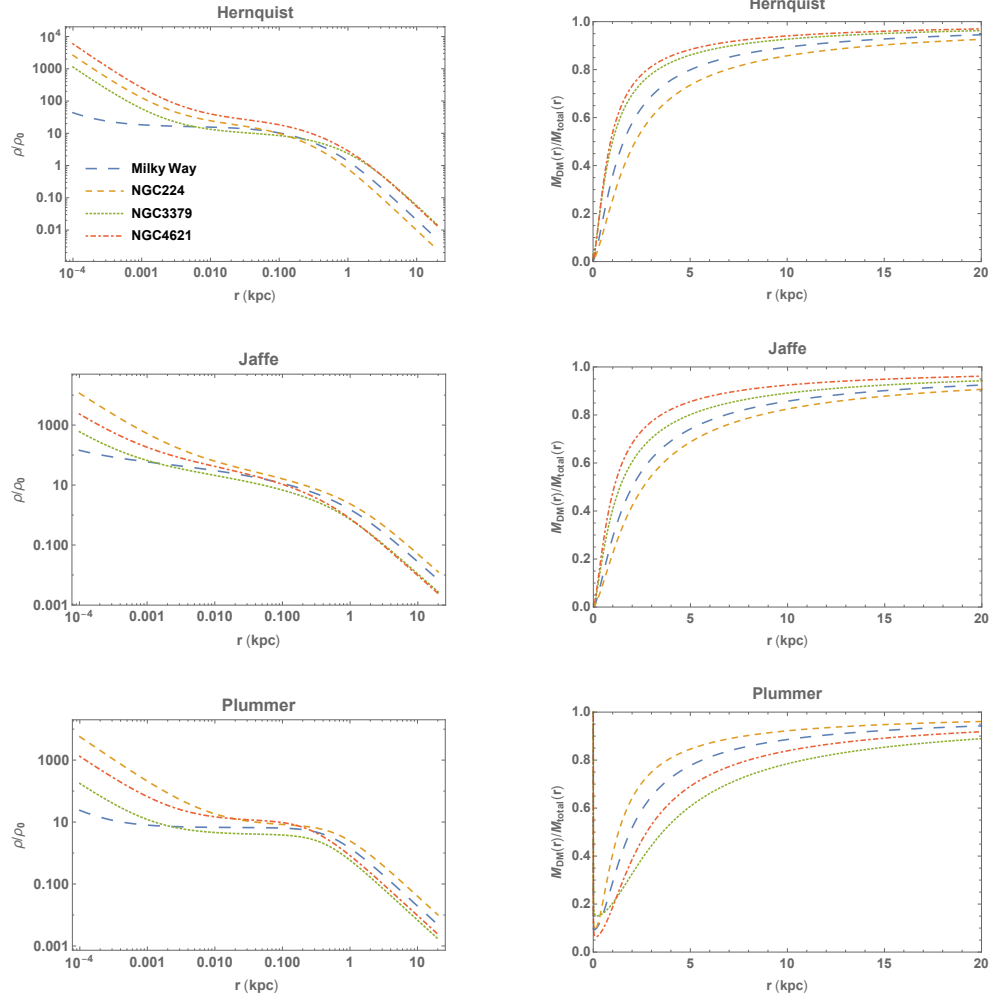 Hernquist
10⁴
1000
100
10
1
0.10
0.01
ρ/ρ₀
Milky Way
NGC224
NGC3379
NGC4621
10⁻⁴ 0.001 0.010 0.100 1 10
r (kpc)
Hernquist
1.0
0.8
0.6
0.4
0.2
0.0
M_DM(r)/M_total(r)
0 5 10 15 20
r (kpc)
Jaffe
1000
10
0.100
0.001
ρ/ρ₀
10⁻⁴ 0.001 0.010 0.100 1 10
r (kpc)
Jaffe
1.0
0.8
0.6
0.4
0.2
0.0
M_DM(r)/M_total(r)
0 5 10 15 20
r (kpc)
Plummer
1000
10
0.100
0.001
ρ/ρ₀
10⁻⁴ 0.001 0.010 0.100 1 10
r (kpc)
Plummer
1.0
0.8
0.6
0.4
0.2
0.0
M_DM(r)/M_total(r)
0 5 10 15 20
r (kpc)